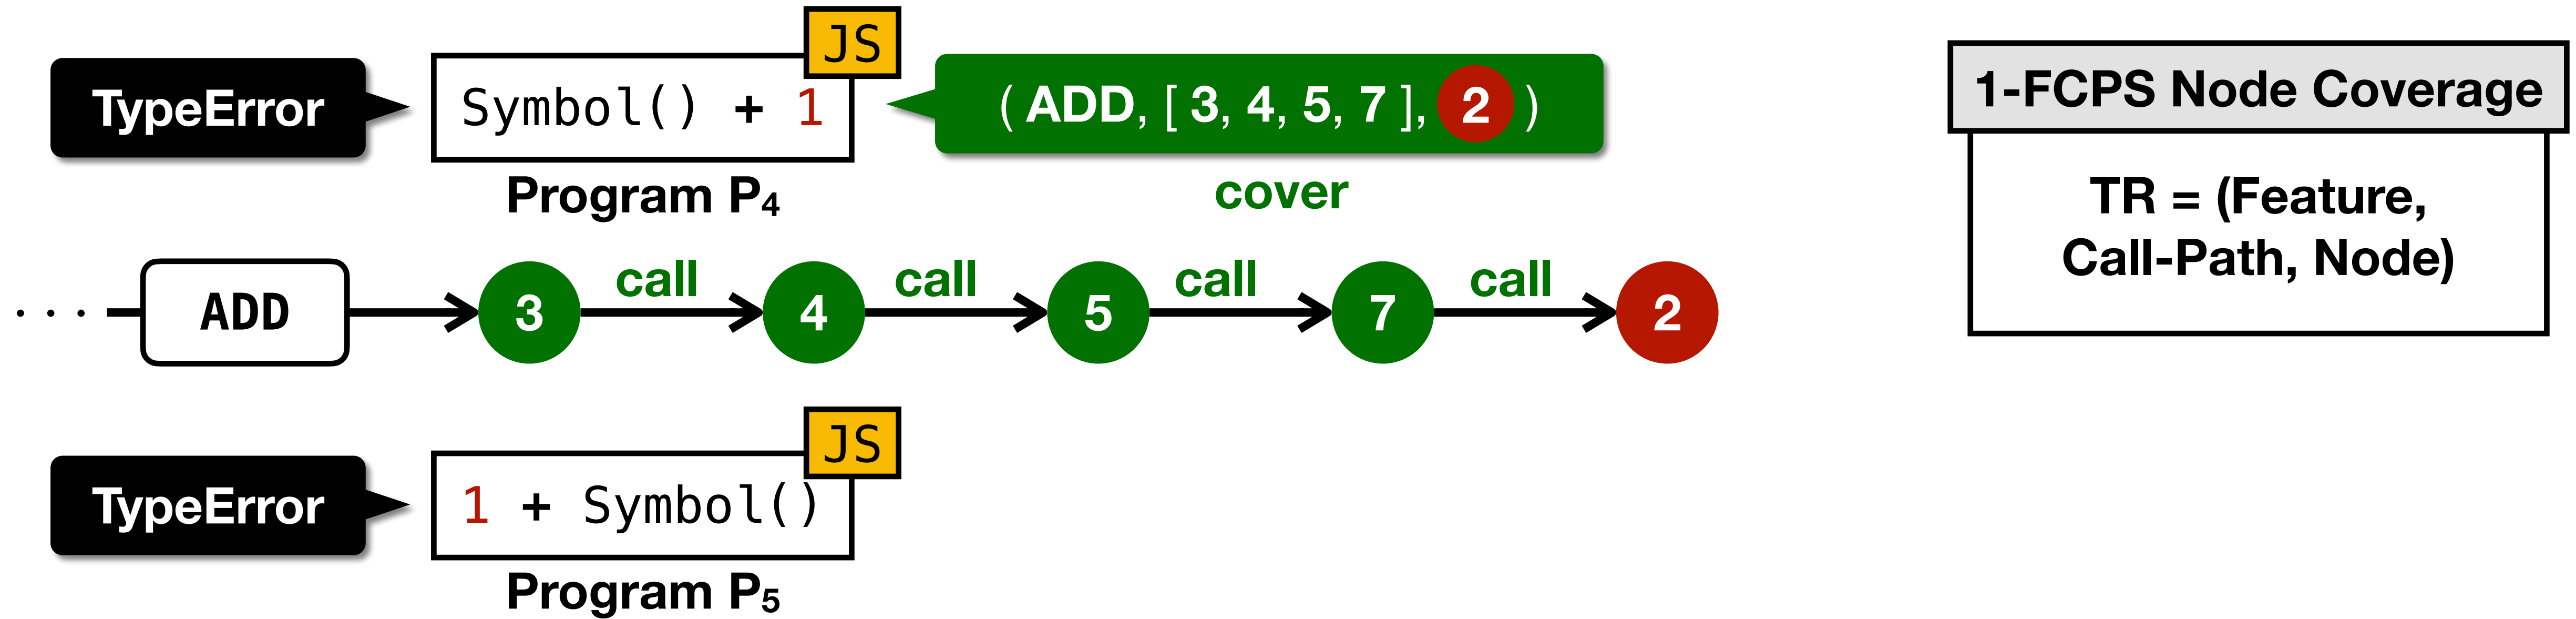 JS
TypeError
Symbol() + 1
( ADD, [ 3, 4, 5, 7 ], 2 )
1-FCPS Node Coverage
Program P₄
cover
TR = (Feature,
Call-Path, Node)
· · ·
ADD
3
call
4
call
5
call
7
call
2
JS
TypeError
1 + Symbol()
Program P₅